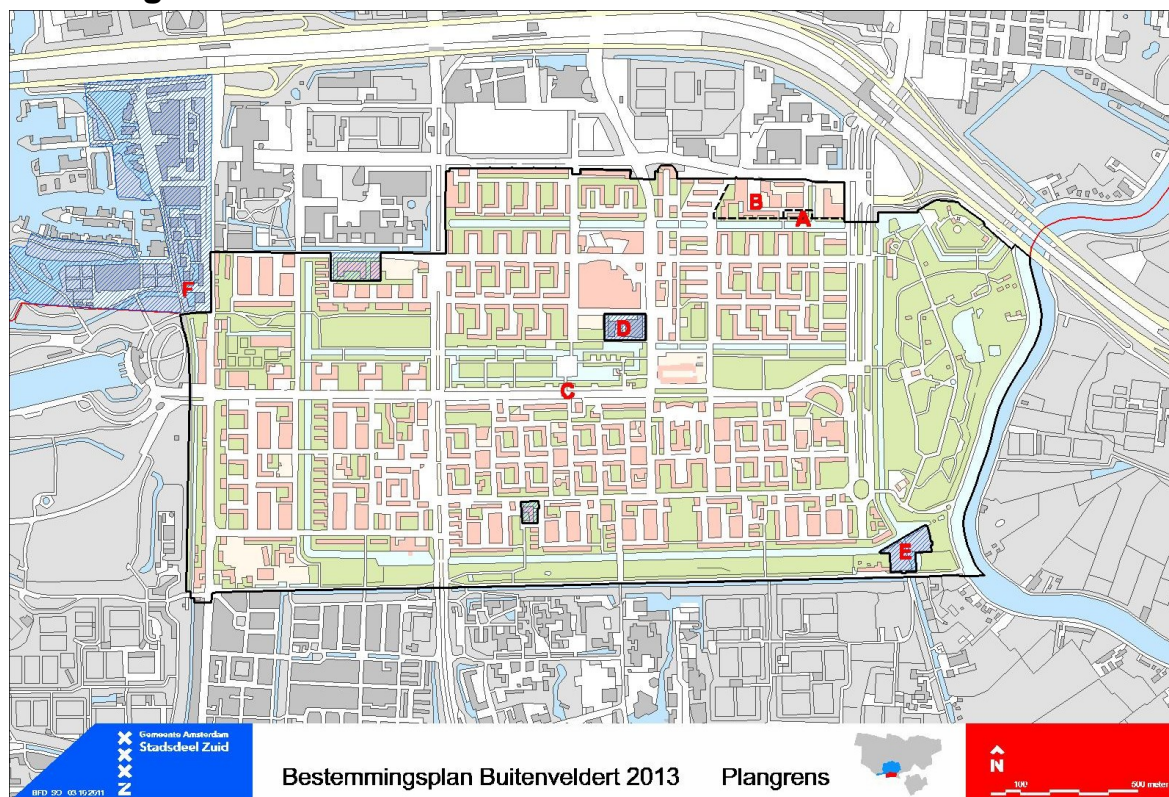 B
A
F
D
C
E
Gemeente Amsterdam
Stadsdeel Zuid
Bestemmingsplan Buitenveldert 2013 Plangrens
N
100 500 meter